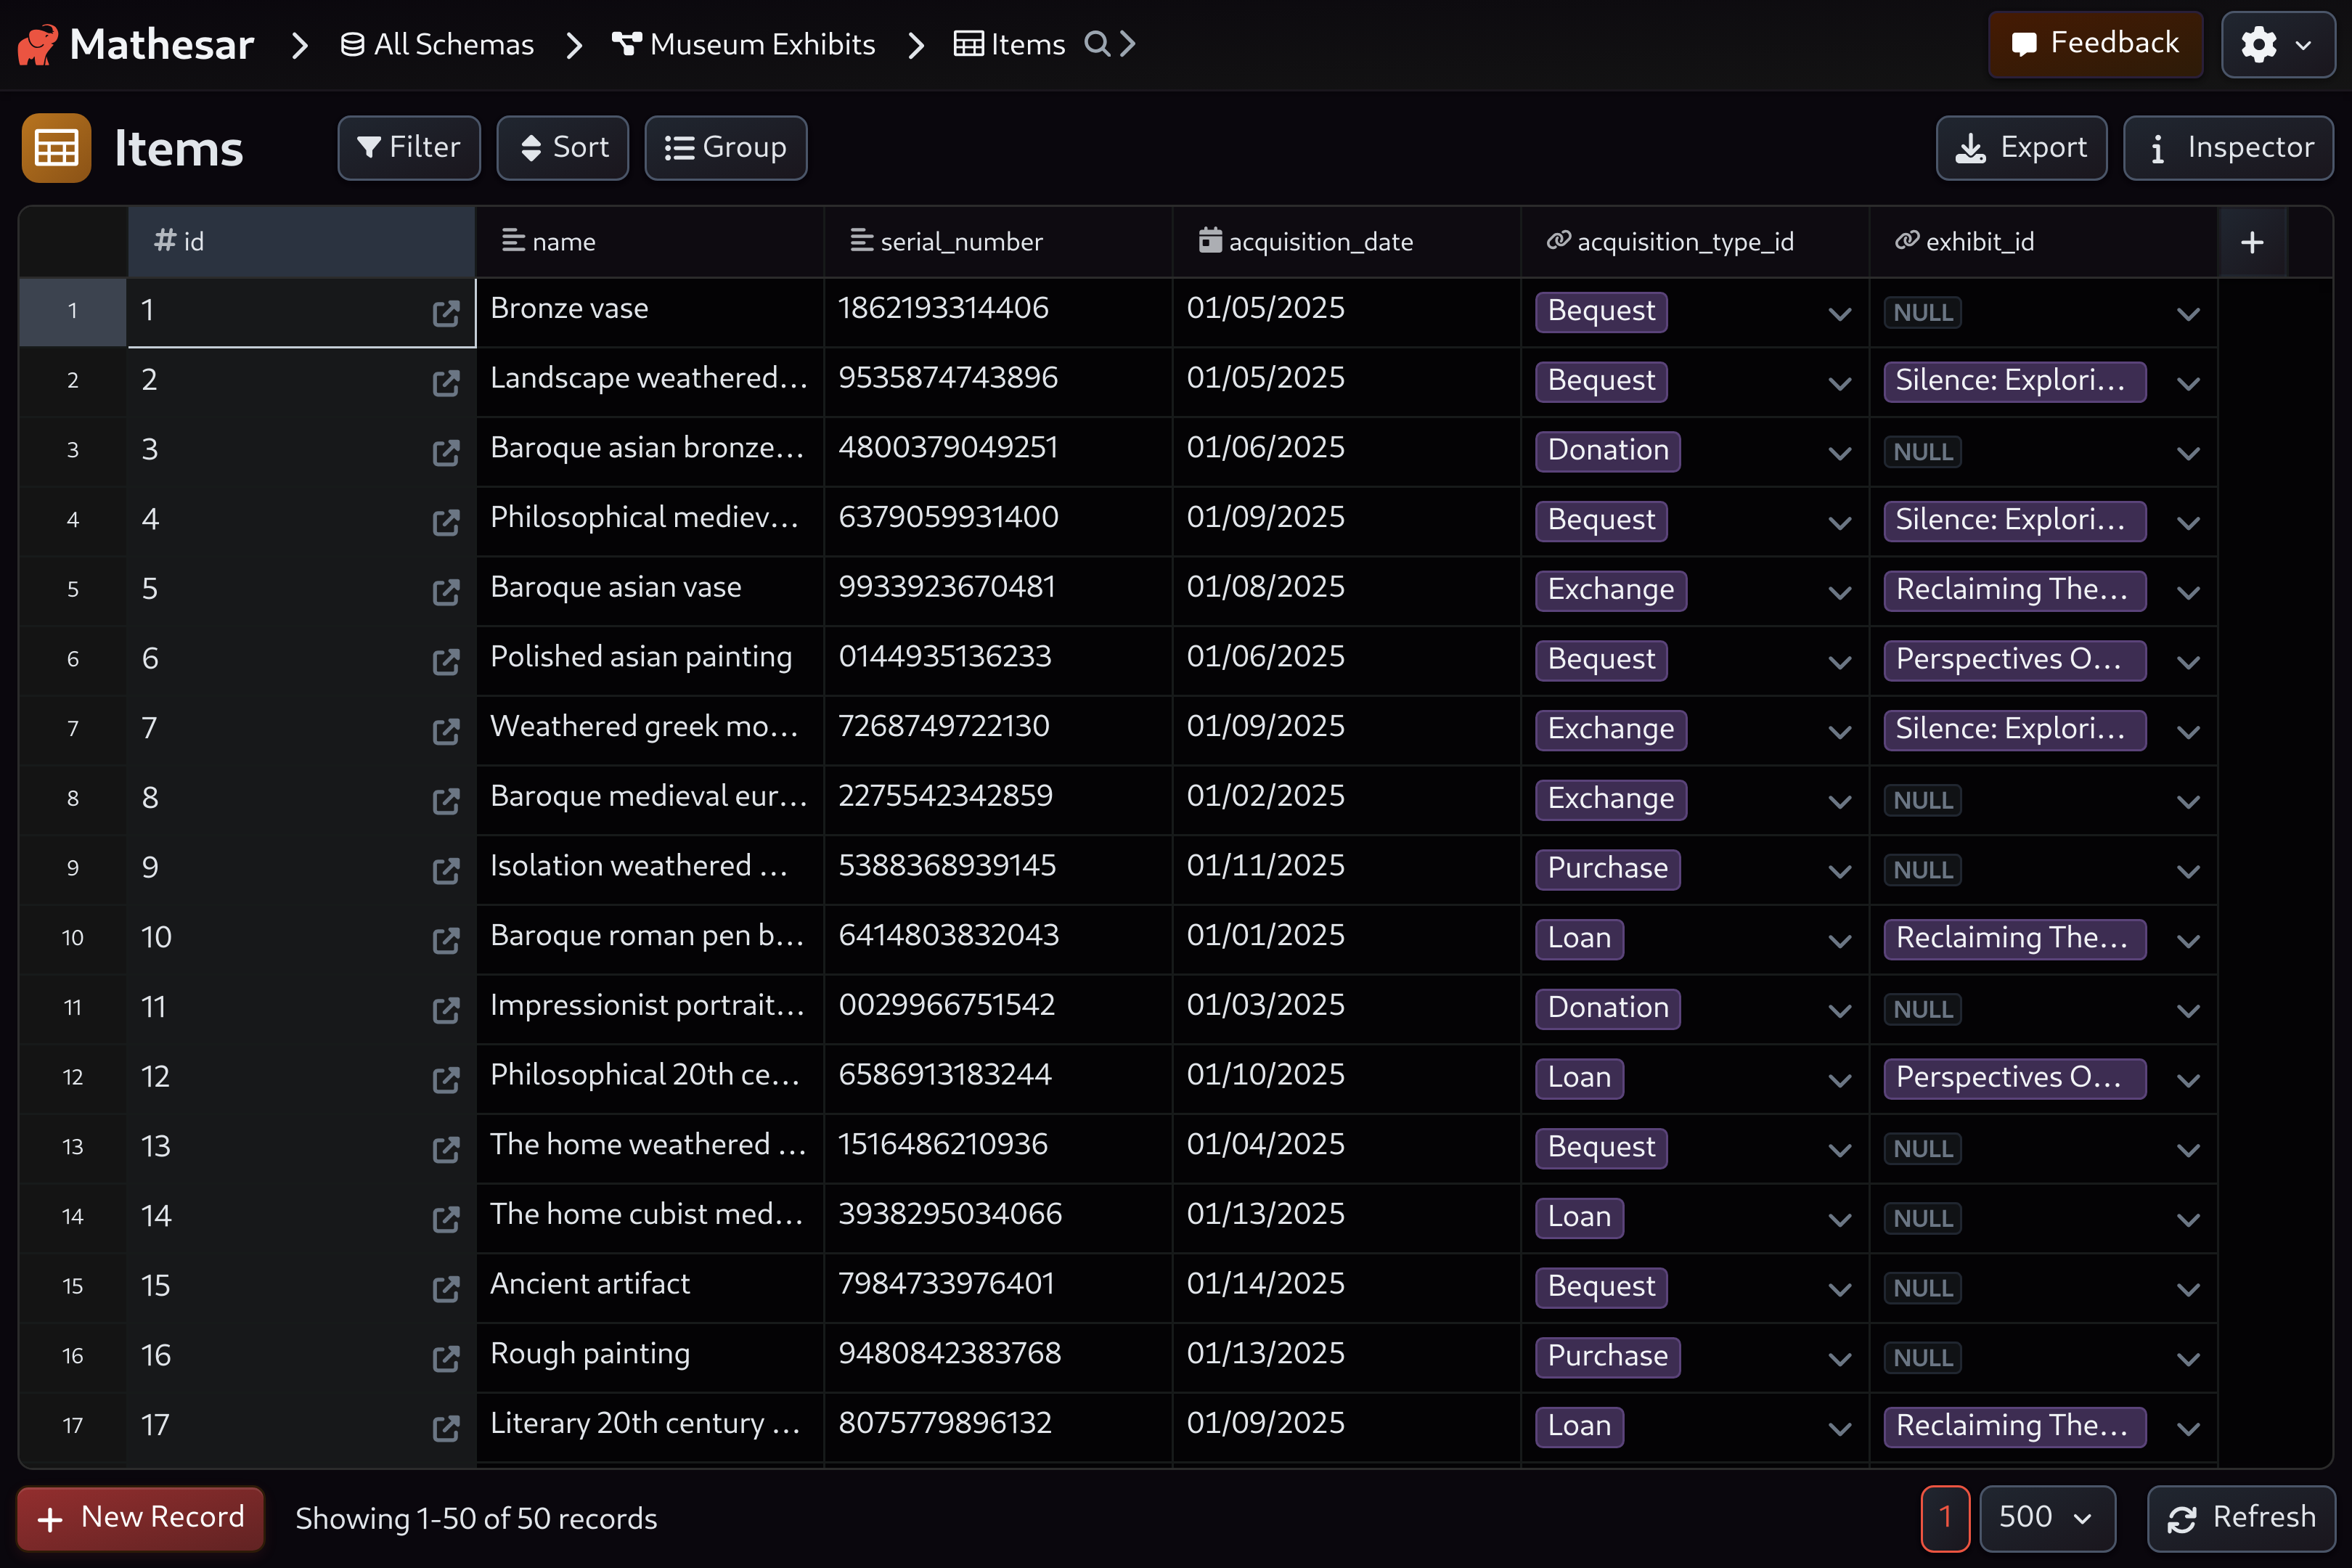 Mathesar All Schemas Museum Exhibits Items Feedback
Items Filter Sort Group Export Inspector
id name serial_number acquisition_date acquisition_type_id exhibit_id
1 1 Bronze vase 1862193314406 01/05/2025 Bequest NULL
2 2 Landscape weathered... 9535874743896 01/05/2025 Bequest Silence: Explori...
3 3 Baroque asian bronze... 4800379049251 01/06/2025 Donation NULL
4 4 Philosophical mediev... 6379059931400 01/09/2025 Bequest Silence: Explori...
5 5 Baroque asian vase 9933923670481 01/08/2025 Exchange Reclaiming The...
6 6 Polished asian painting 0144935136233 01/06/2025 Bequest Perspectives O...
7 7 Weathered greek mo... 7268749722130 01/09/2025 Exchange Silence: Explori...
8 8 Baroque medieval eur... 2275542342859 01/02/2025 Exchange NULL
9 9 Isolation weathered ... 5388368939145 01/11/2025 Purchase NULL
10 10 Baroque roman pen b... 6414803832043 01/01/2025 Loan Reclaiming The...
11 11 Impressionist portrait... 0029966751542 01/03/2025 Donation NULL
12 12 Philosophical 20th ce... 6586913183244 01/10/2025 Loan Perspectives O...
13 13 The home weathered ... 1516486210936 01/04/2025 Bequest NULL
14 14 The home cubist med... 3938295034066 01/13/2025 Loan NULL
15 15 Ancient artifact 7984733976401 01/14/2025 Bequest NULL
16 16 Rough painting 9480842383768 01/13/2025 Purchase NULL
17 17 Literary 20th century ... 8075779896132 01/09/2025 Loan Reclaiming The...
New Record Showing 1-50 of 50 records 1 500 Refresh